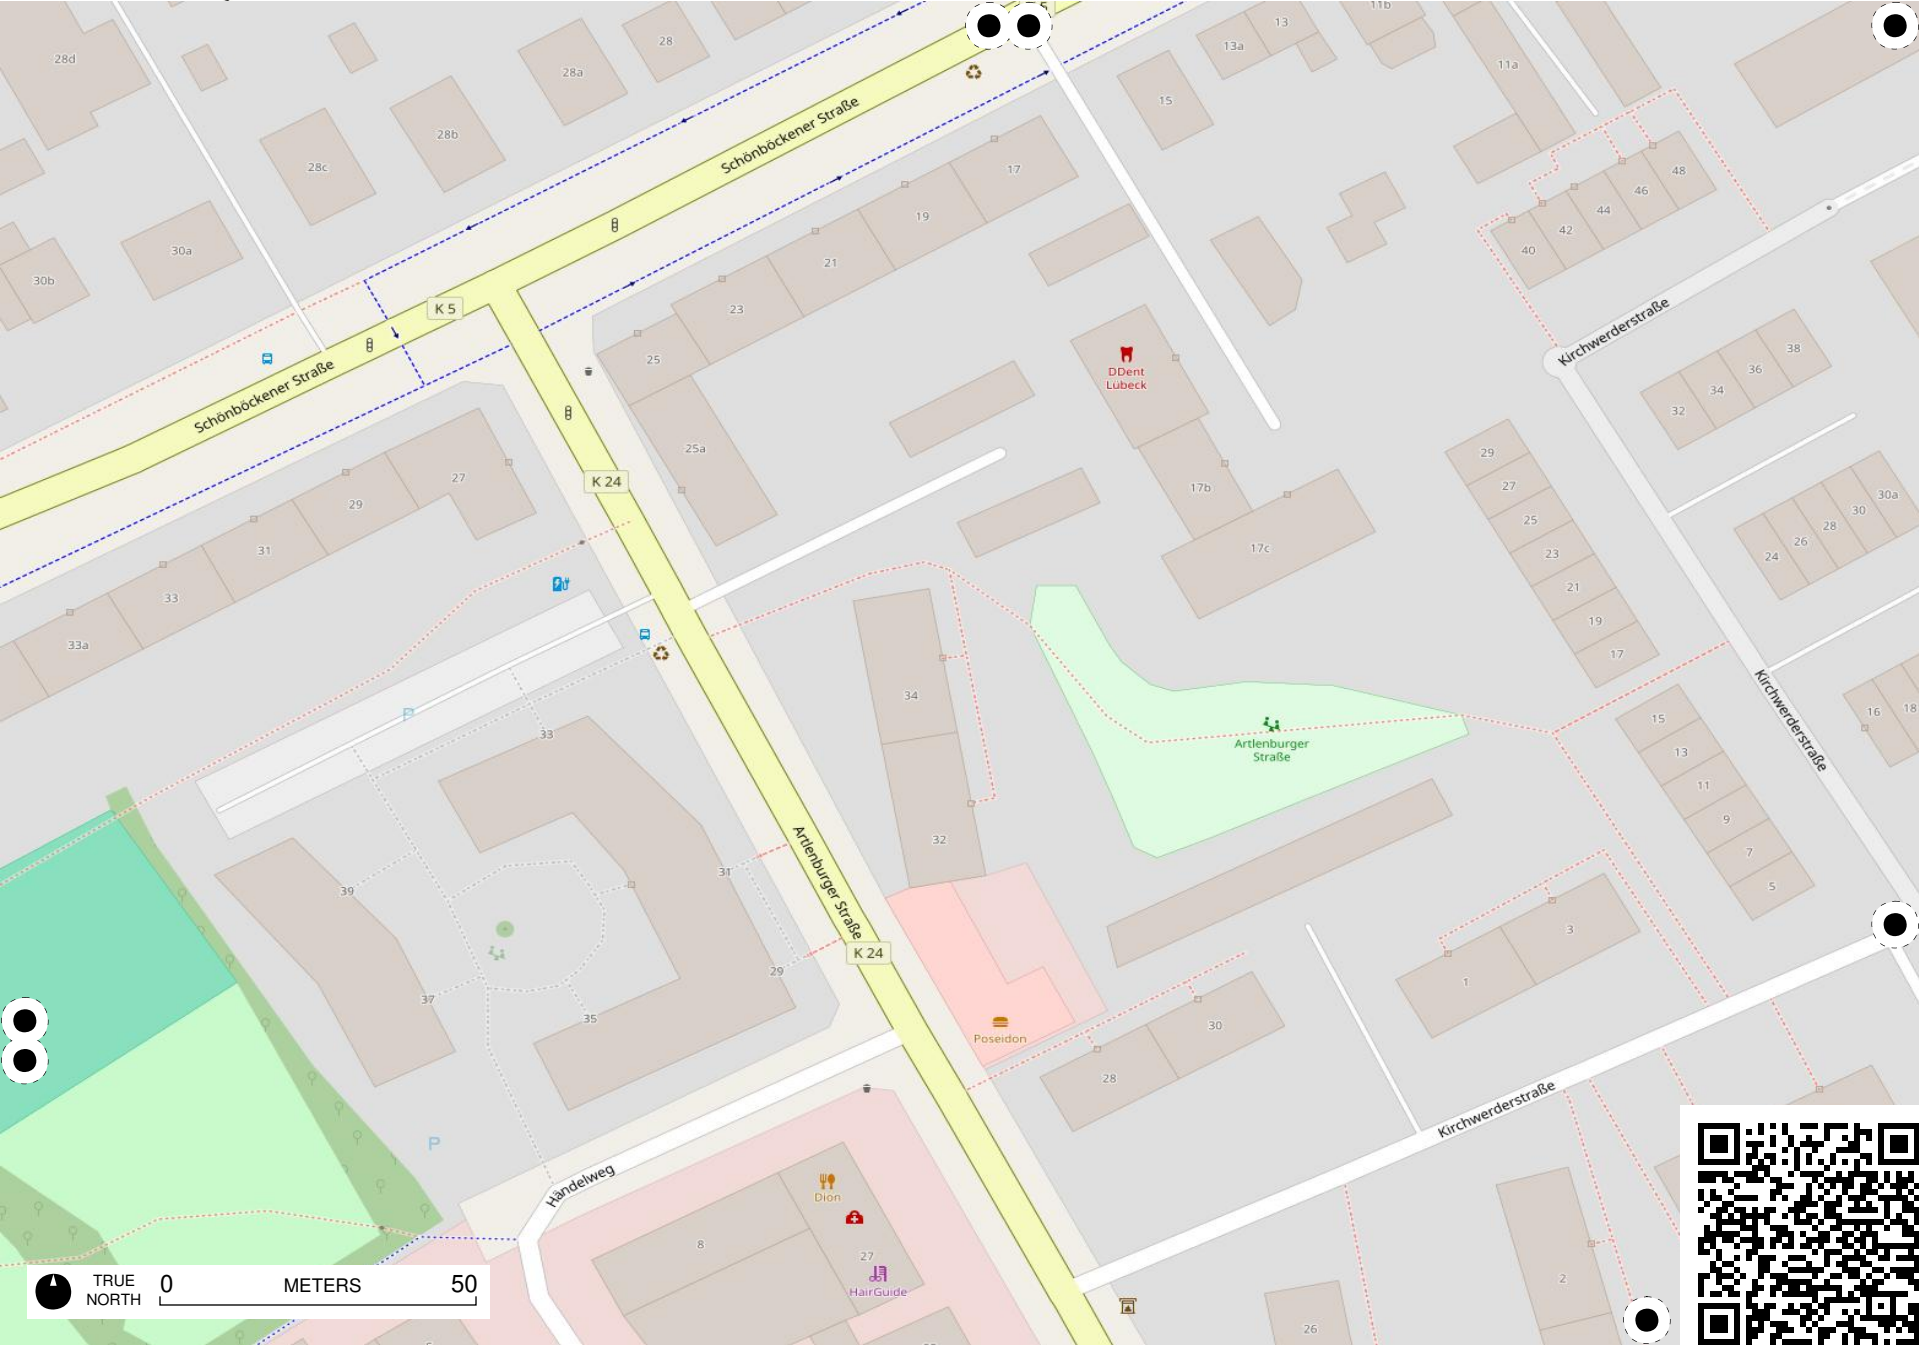 28d
28
28a
13
11b
13a
11a
15
28b
28c
Schönböckener Straße
17
48
46
44
42
40
19
21
30a
30b
23
K 5
25
Schönböckener Straße
Kirchwerderstraße
DDent
Lübeck
38
36
34
32
25a
27
K 24
29
31
33
33a
17b
17c
29
27
25
23
21
19
17
30a
30
28
26
24
34
32
33
Artlenburger
Straße
15
13
11
9
7
5
16
18
Kirchwerderstraße
39
37
35
31
29
Artlenburger Straße
K 24
3
1
Poseidon
30
28
Kirchwerderstraße
P
P
Händelweg
Dion
8
27
HairGuide
2
26
TRUE
NORTH
0 METERS 50